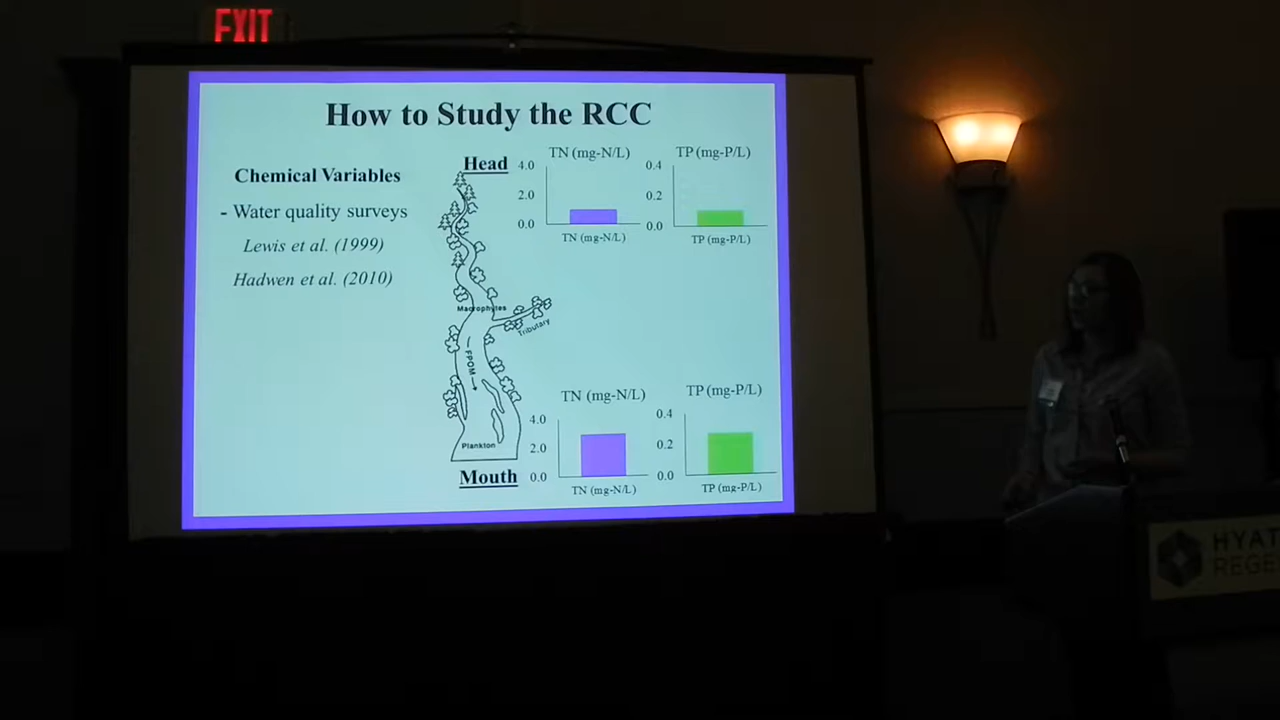 EXIT
How to Study the RCC
Chemical Variables
- Water quality surveys
Lewis et al. (1999)
Hadwen et al. (2010)
Head
TN (mg-N/L)
4.0
2.0
0.0
TN (mg-N/L)
TP (mg-P/L)
0.4
0.2
0.0
TP (mg-P/L)
Macrophytes
Tributary
FPOM
Plankton
Mouth
TN (mg-N/L)
4.0
2.0
0.0
TN (mg-N/L)
TP (mg-P/L)
0.4
0.2
0.0
TP (mg-P/L)
HYAT
REGE